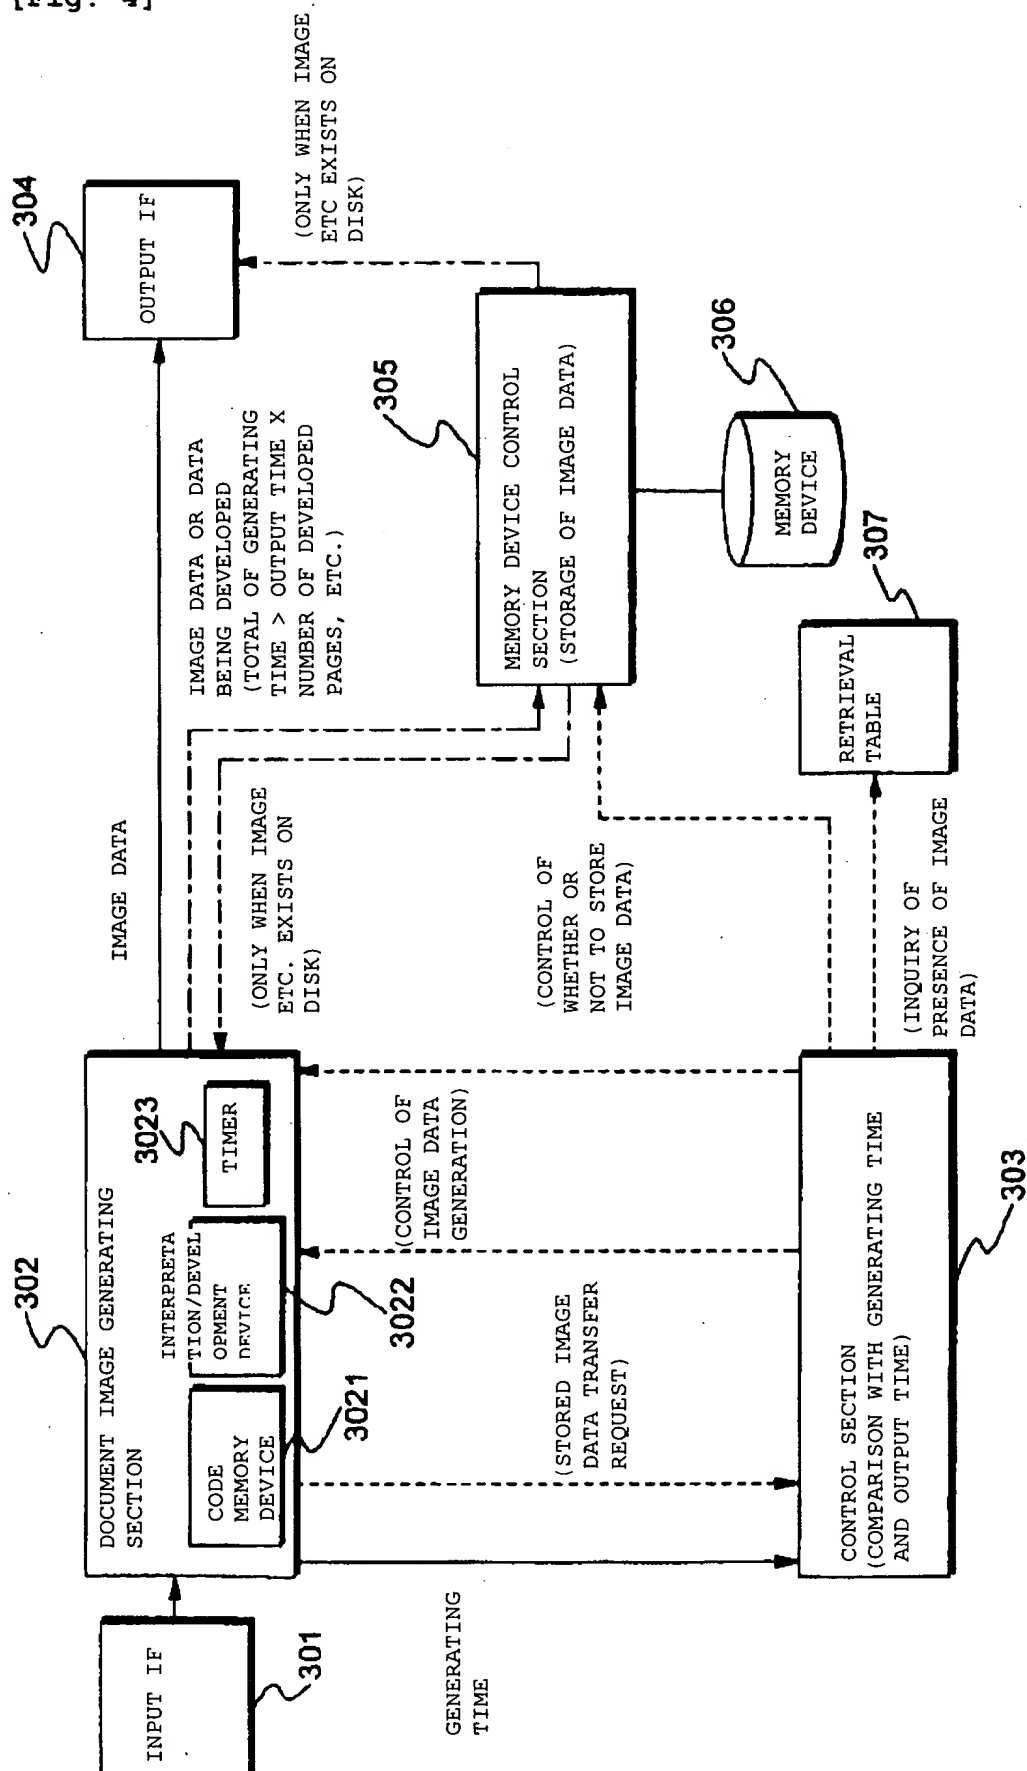 [Fig. 4]
301
INPUT IF
302
DOCUMENT IMAGE GENERATING
SECTION
CODE
MEMORY
DEVICE
3021
INTERPRETA
TION/DEVEL
OPMENT
DEVICE
3022
TIMER
3023
IMAGE DATA
304
OUTPUT IF
IMAGE DATA OR DATA
BEING DEVELOPED
(TOTAL OF GENERATING
TIME > OUTPUT TIME X
NUMBER OF DEVELOPED
PAGES, ETC.)
(ONLY WHEN IMAGE
ETC. EXISTS ON
DISK)
(ONLY WHEN IMAGE
ETC EXISTS ON
DISK)
305
MEMORY DEVICE CONTROL
SECTION
(STORAGE OF IMAGE DATA)
306
MEMORY
DEVICE
307
RETRIEVAL
TABLE
GENERATING
TIME
(STORED IMAGE
DATA TRANSFER
REQUEST)
(CONTROL OF
IMAGE DATA
GENERATION)
(CONTROL OF
WHETHER OR
NOT TO STORE
IMAGE DATA)
(INQUIRY OF
PRESENCE OF IMAGE
DATA)
CONTROL SECTION
(COMPARISON WITH GENERATING TIME
AND OUTPUT TIME)
303